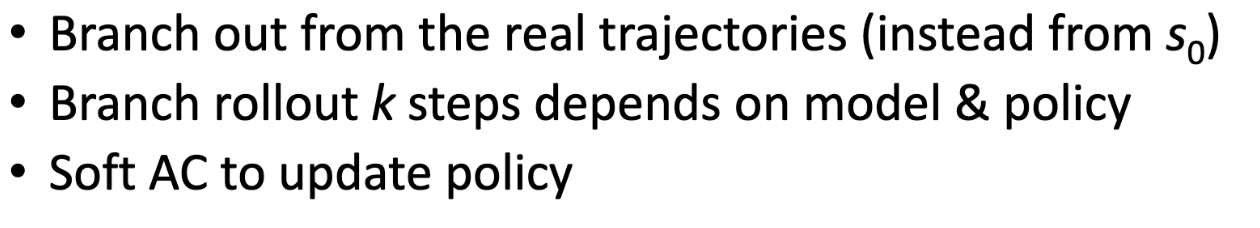 • Branch out from the real trajectories (instead from s₀)
• Branch rollout k steps depends on model & policy
• Soft AC to update policy